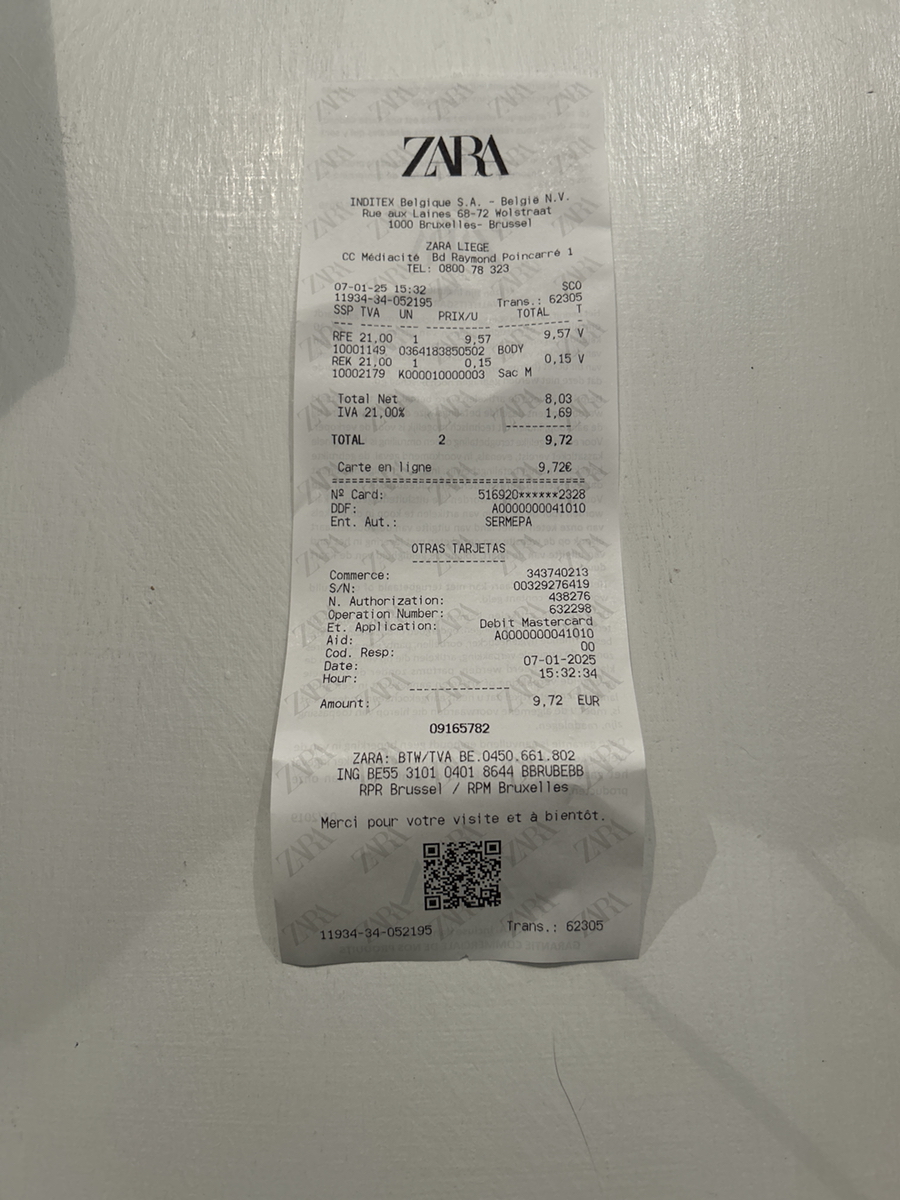 ZARA
INDITEX Belgique S.A. - België N.V.
Rue aux Laines 68-72 Wolstraat
1000 Bruxelles- Brussel
ZARA LIEGE
CC Médiacité Bd Raymond Poincarré 1
TEL: 0800 78 323
07-01-25 15:32 SCO
11934-34-052195 Trans.: 62305
SSP TVA UN PRIX/U TOTAL T
RFE 21,00 1 9,57 9,57 V
10001149 0364183850502 BODY
REK 21,00 1 0,15 0,15 V
10002179 K000010000003 Sac M
Total Net 8,03
IVA 21,00% 1,69
----------
TOTAL 2 9,72
Carte en ligne 9,72€
========================================
Nº Card: 516920******2328
DDF: A0000000041010
Ent. Aut.: SERMEPA
OTRAS TARJETAS
--------------
Commerce: 343740213
S/N: 00329276419
N. Authorization: 438276
Operation Number: 632298
Et. Application: Debit Mastercard
Aid: A0000000041010
Cod. Resp: 00
Date: 07-01-2025
Hour: 15:32:34
--------------
Amount: 9,72 EUR
09165782
ZARA: BTW/TVA BE.0450.661.802
ING BE55 3101 0401 8644 BBRUBEBB
RPR Brussel / RPM Bruxelles
Merci pour votre visite et à bientôt.
11934-34-052195 Trans.: 62305